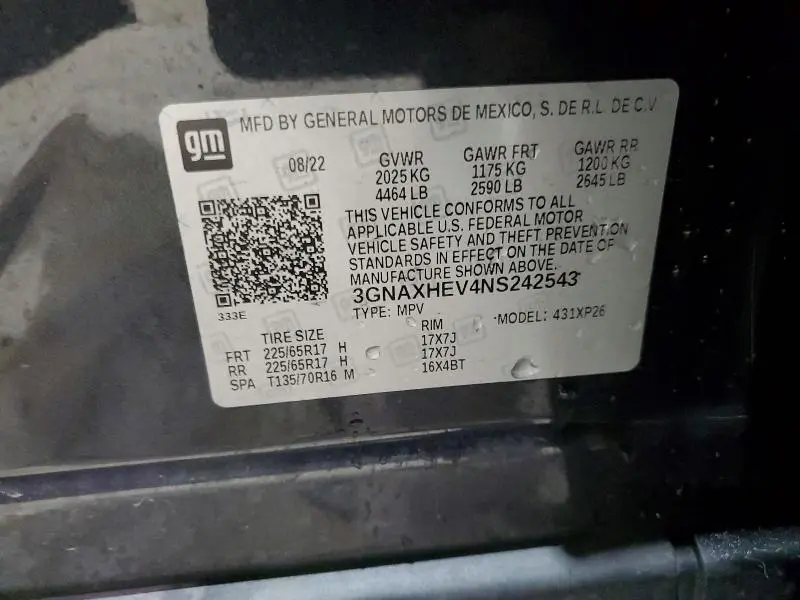 gm
MFD BY GENERAL MOTORS DE MEXICO, S. DE R.L. DE C.V.
08/22 GVWR GAWR FRT GAWR RR
2025 KG 1175 KG 1200 KG
4464 LB 2590 LB 2645 LB
THIS VEHICLE CONFORMS TO ALL
APPLICABLE U.S. FEDERAL MOTOR
VEHICLE SAFETY AND THEFT PREVENTION
STANDARDS IN EFFECT ON THE DATE OF
MANUFACTURE SHOWN ABOVE.
3GNAXHEV4NS242543
333E
TYPE: MPV MODEL: 431XP26
TIRE SIZE RIM
FRT 225/65R17 H 17X7J
RR 225/65R17 H 17X7J
SPA T135/70R16 M 16X4BT